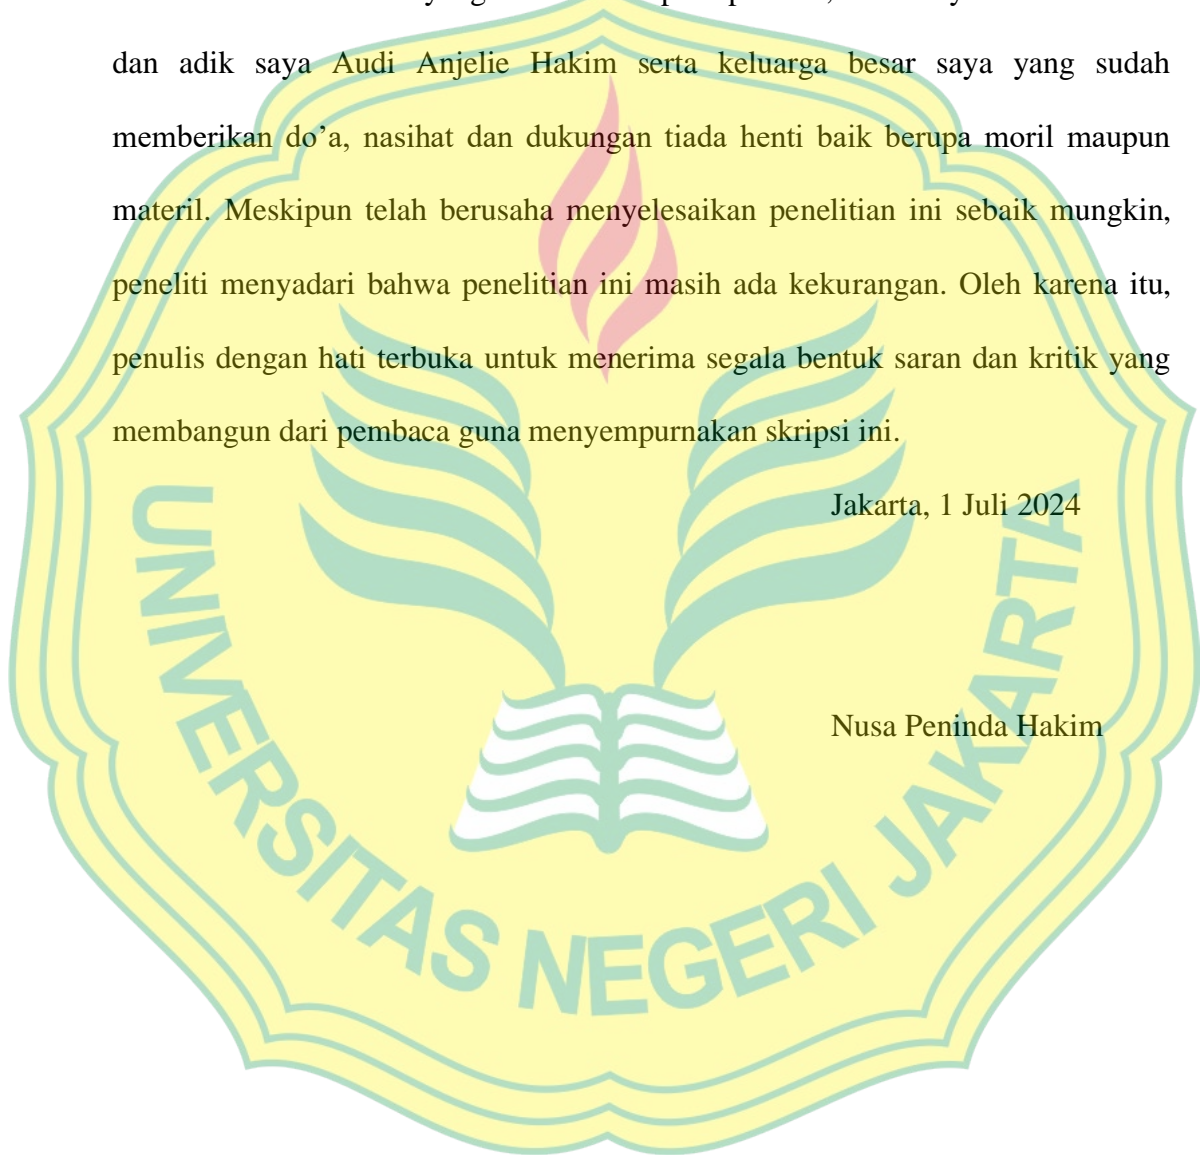 dan adik saya Audi Anjelie Hakim serta keluarga besar saya yang sudah
memberikan do’a, nasihat dan dukungan tiada henti baik berupa moril maupun
materil. Meskipun telah berusaha menyelesaikan penelitian ini sebaik mungkin,
peneliti menyadari bahwa penelitian ini masih ada kekurangan. Oleh karena itu,
penulis dengan hati terbuka untuk menerima segala bentuk saran dan kritik yang
membangun dari pembaca guna menyempurnakan skripsi ini.
Jakarta, 1 Juli 2024
Nusa Peninda Hakim
UNIVERSITAS NEGERI JAKARTA